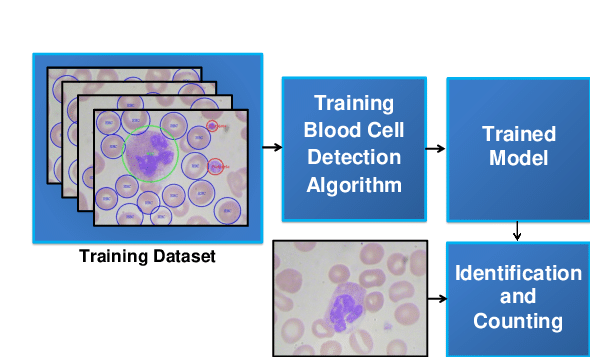 Training
Blood Cell
Detection
Algorithm
Trained
Model
Training Dataset
Identification
and
Counting